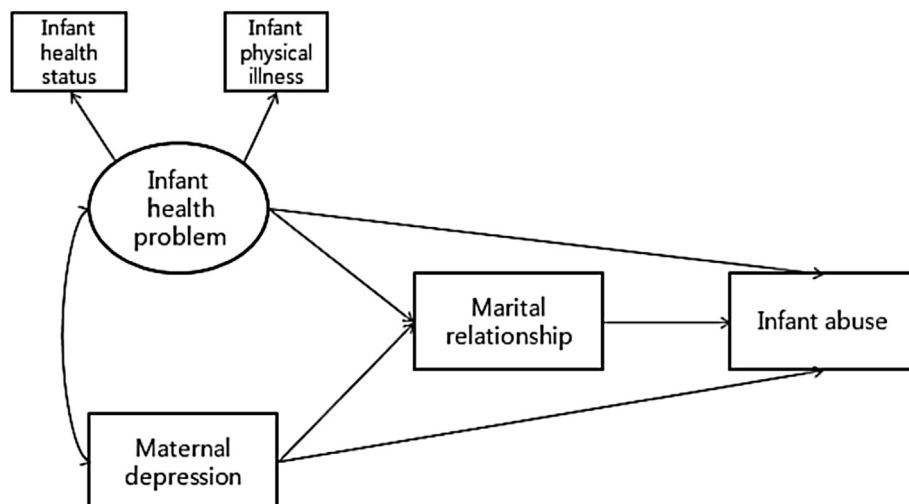 Infant
health
status
Infant
physical
illness
Infant
health
problem
Marital
relationship
Infant abuse
Maternal
depression